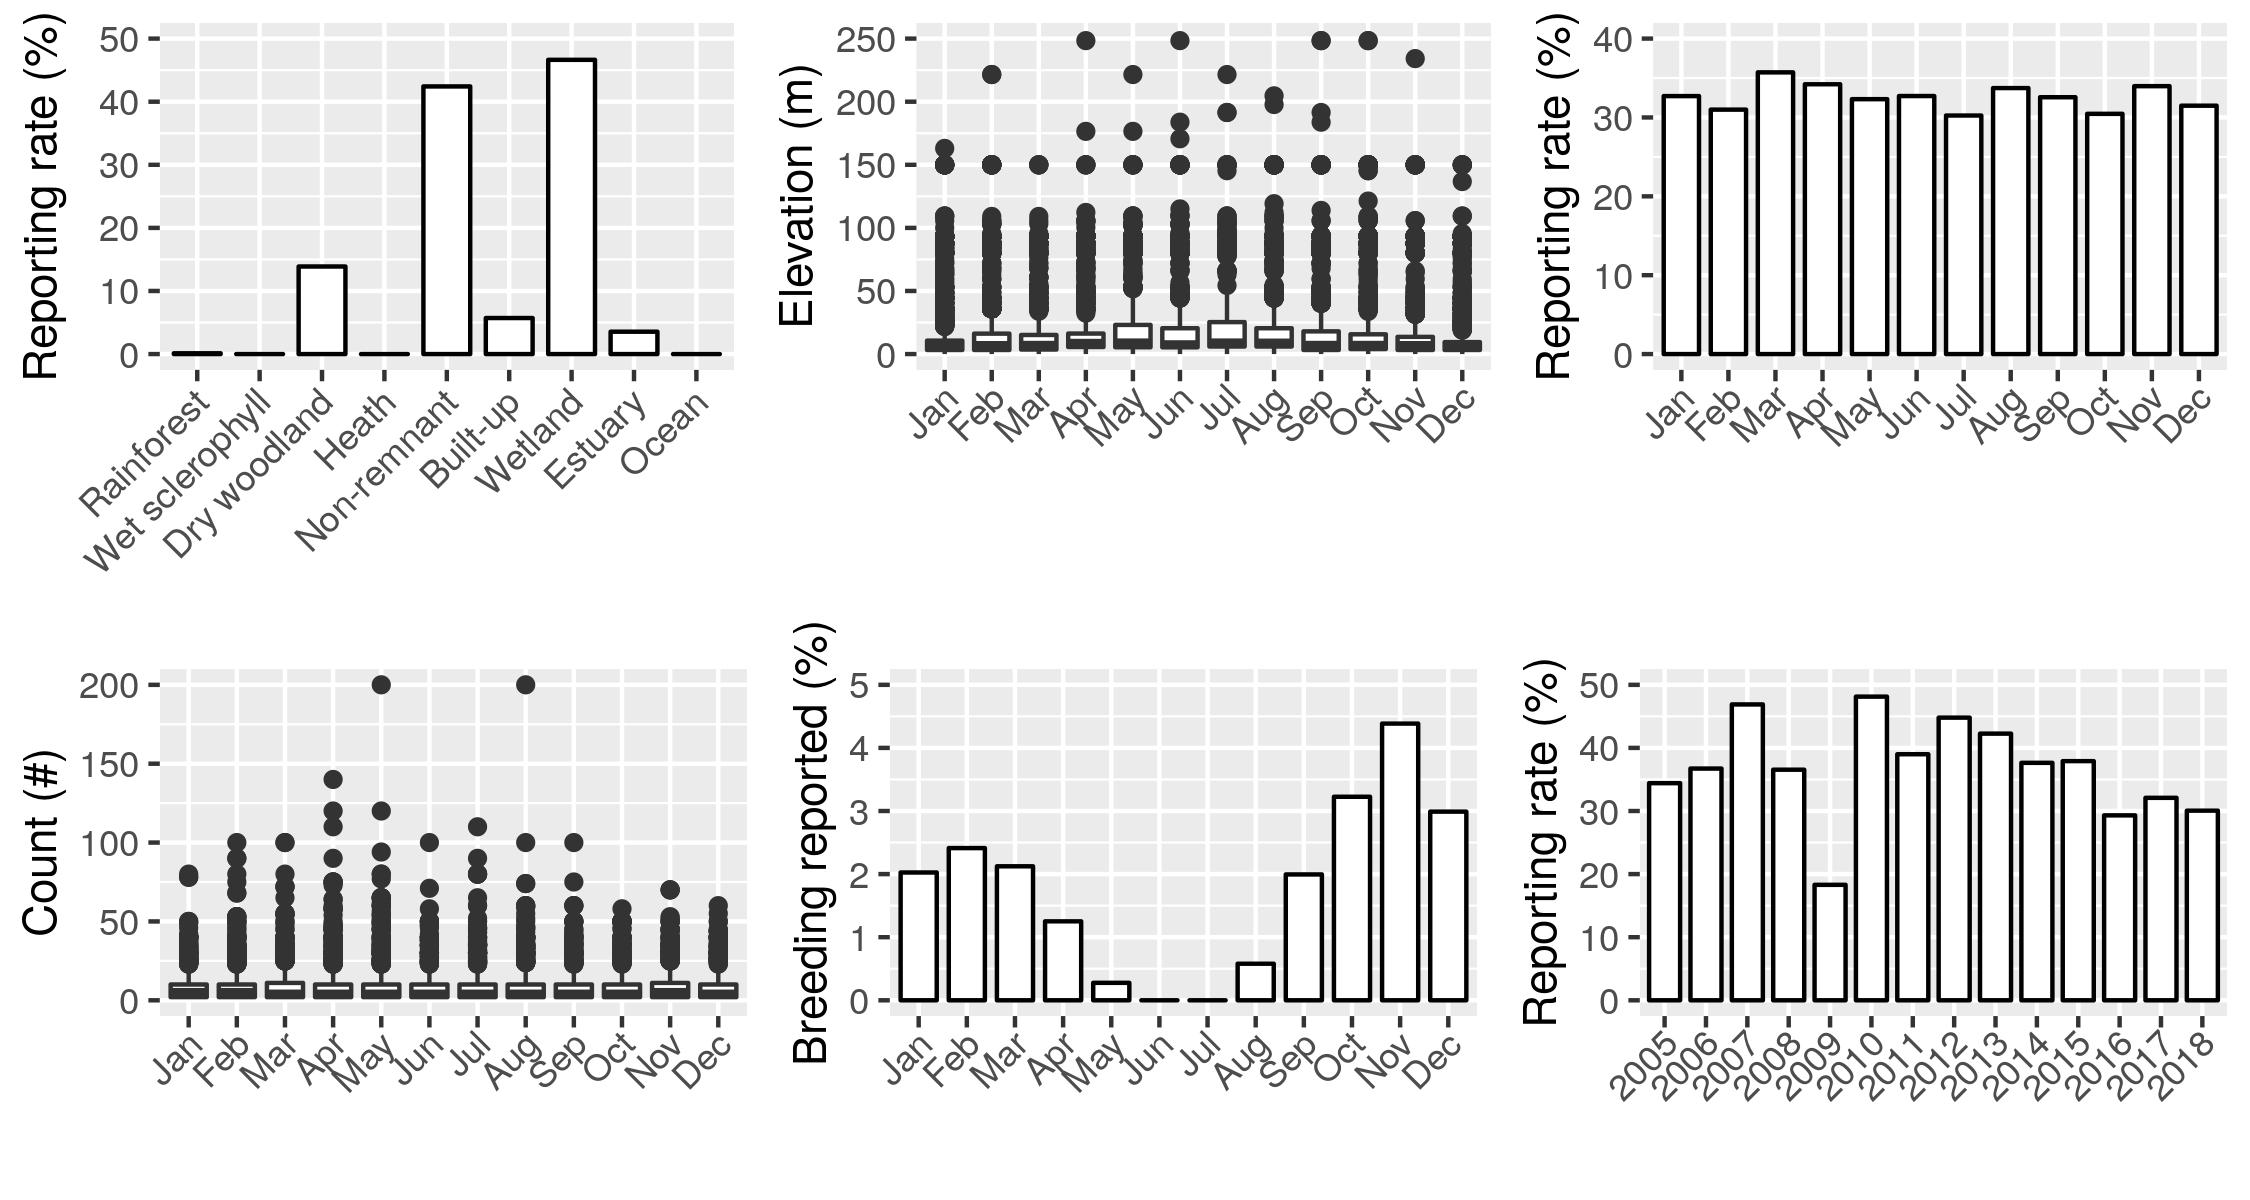 Reporting rate (%)
50
40
30
20
10
0
Rainforest
Wet sclerophyll
Dry woodland
Heath
Non-remnant
Built-up
Wetland
Estuary
Ocean
Elevation (m)
250
200
150
100
50
0
Jan
Feb
Mar
Apr
May
Jun
Jul
Aug
Sep
Oct
Nov
Dec
Reporting rate (%)
40
30
20
10
0
Jan
Feb
Mar
Apr
May
Jun
Jul
Aug
Sep
Oct
Nov
Dec
Count (#)
200
150
100
50
0
Jan
Feb
Mar
Apr
May
Jun
Jul
Aug
Sep
Oct
Nov
Dec
Breeding reported (%)
5
4
3
2
1
0
Jan
Feb
Mar
Apr
May
Jun
Jul
Aug
Sep
Oct
Nov
Dec
Reporting rate (%)
50
40
30
20
10
0
2005
2006
2007
2008
2009
2010
2011
2012
2013
2014
2015
2016
2017
2018